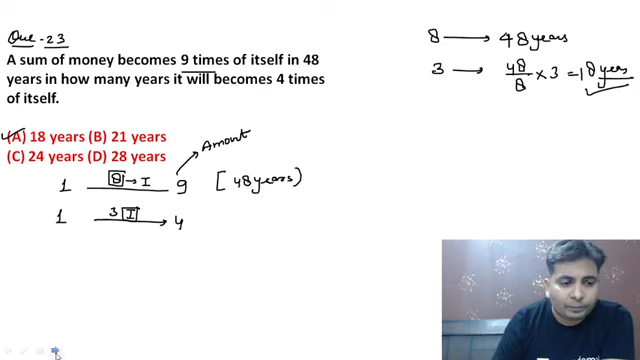 Que - 23
A sum of money becomes 9 times of itself in 48
years in how many years it will becomes 4 times
of itself.
(A) 18 years (B) 21 years
(C) 24 years (D) 28 years
Amount
1 8 → I 9 [48 years)
1 3 I → 4
8 → 48 years
3 → 48/8 × 3 = 18 years